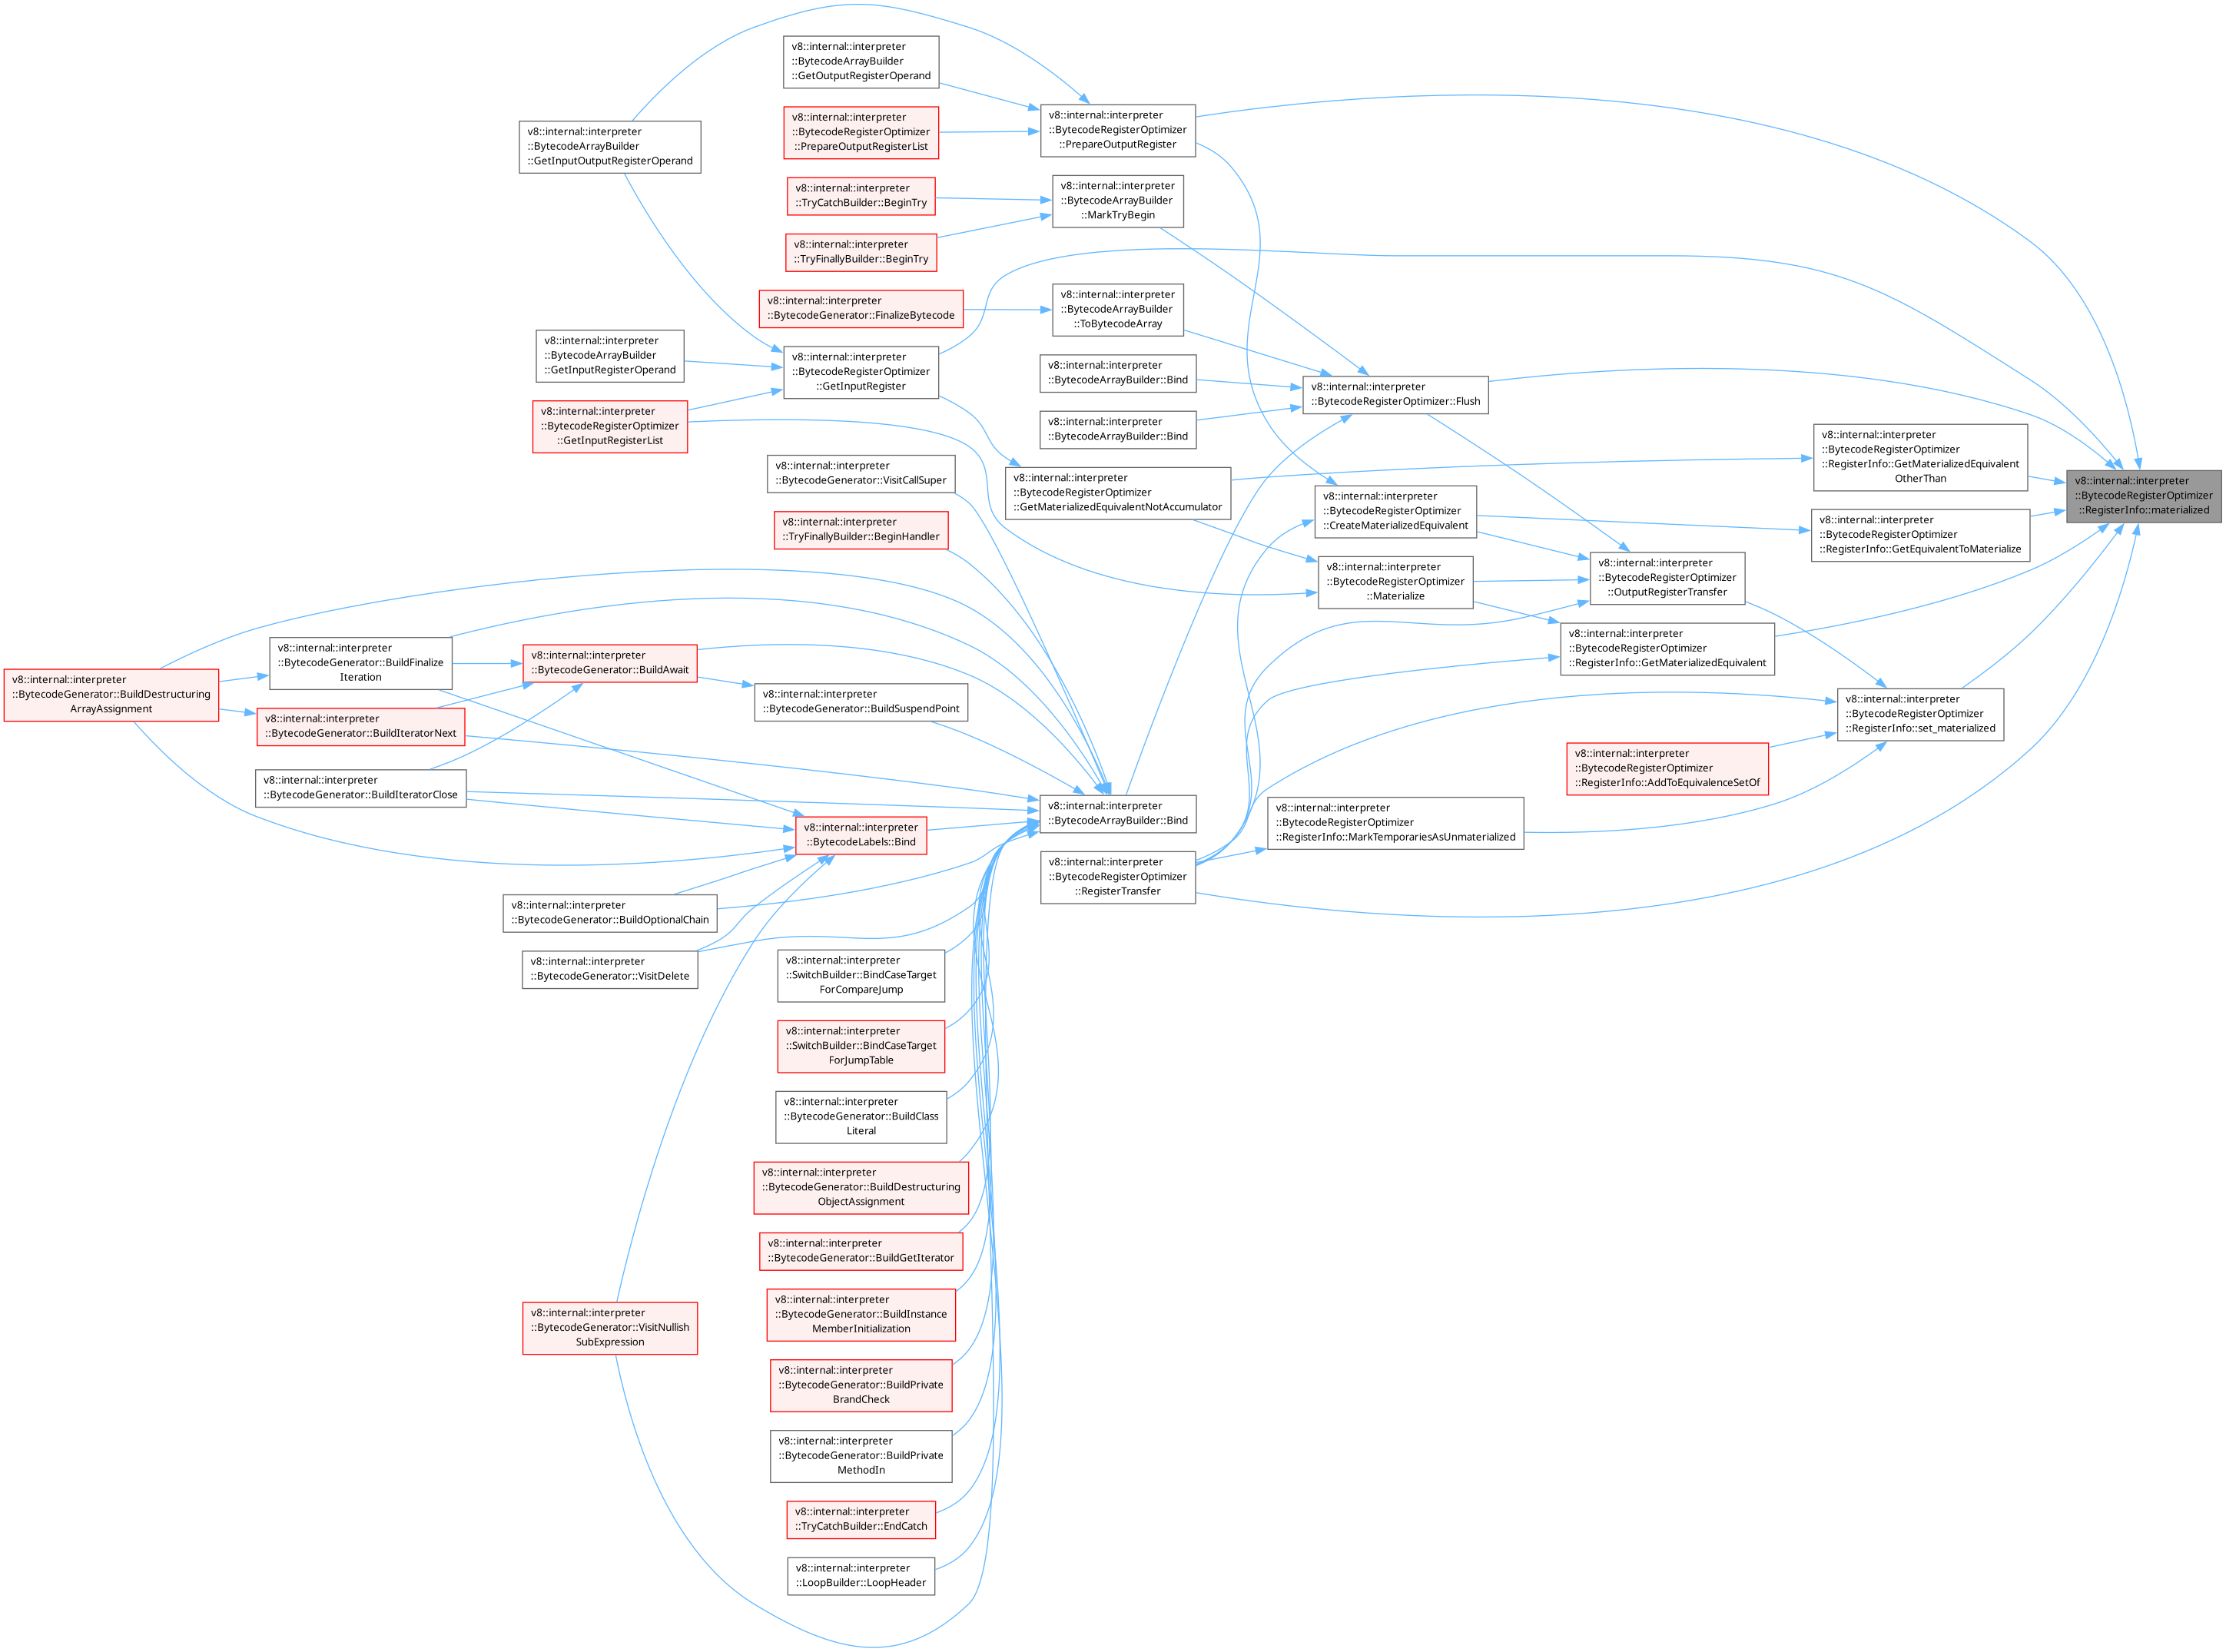 v8::internal::interpreter
::BytecodeArrayBuilder
::GetOutputRegisterOperand
v8::internal::interpreter
::BytecodeRegisterOptimizer
::PrepareOutputRegister
v8::internal::interpreter
::BytecodeRegisterOptimizer
::PrepareOutputRegisterList
v8::internal::interpreter
::BytecodeArrayBuilder
::GetInputOutputRegisterOperand
v8::internal::interpreter
::TryCatchBuilder::BeginTry
v8::internal::interpreter
::BytecodeArrayBuilder
::MarkTryBegin
v8::internal::interpreter
::TryFinallyBuilder::BeginTry
v8::internal::interpreter
::BytecodeGenerator::FinalizeBytecode
v8::internal::interpreter
::BytecodeArrayBuilder
::ToBytecodeArray
v8::internal::interpreter
::BytecodeArrayBuilder
::GetInputRegisterOperand
v8::internal::interpreter
::BytecodeRegisterOptimizer
::GetInputRegister
v8::internal::interpreter
::BytecodeArrayBuilder::Bind
v8::internal::interpreter
::BytecodeRegisterOptimizer::Flush
v8::internal::interpreter
::BytecodeRegisterOptimizer
::GetInputRegisterList
v8::internal::interpreter
::BytecodeArrayBuilder::Bind
v8::internal::interpreter
::BytecodeRegisterOptimizer
::RegisterInfo::GetMaterializedEquivalent
OtherThan
v8::internal::interpreter
::BytecodeGenerator::VisitCallSuper
v8::internal::interpreter
::BytecodeRegisterOptimizer
::GetMaterializedEquivalentNotAccumulator
v8::internal::interpreter
::BytecodeRegisterOptimizer
::RegisterInfo::materialized
v8::internal::interpreter
::BytecodeRegisterOptimizer
::CreateMaterializedEquivalent
v8::internal::interpreter
::BytecodeRegisterOptimizer
::RegisterInfo::GetEquivalentToMaterialize
v8::internal::interpreter
::TryFinallyBuilder::BeginHandler
v8::internal::interpreter
::BytecodeRegisterOptimizer
::Materialize
v8::internal::interpreter
::BytecodeRegisterOptimizer
::OutputRegisterTransfer
v8::internal::interpreter
::BytecodeRegisterOptimizer
::RegisterInfo::GetMaterializedEquivalent
v8::internal::interpreter
::BytecodeGenerator::BuildFinalize
Iteration
v8::internal::interpreter
::BytecodeGenerator::BuildAwait
v8::internal::interpreter
::BytecodeGenerator::BuildDestructuring
ArrayAssignment
v8::internal::interpreter
::BytecodeGenerator::BuildSuspendPoint
v8::internal::interpreter
::BytecodeGenerator::BuildIteratorNext
v8::internal::interpreter
::BytecodeRegisterOptimizer
::RegisterInfo::set_materialized
v8::internal::interpreter
::BytecodeRegisterOptimizer
::RegisterInfo::AddToEquivalenceSetOf
v8::internal::interpreter
::BytecodeGenerator::BuildIteratorClose
v8::internal::interpreter
::BytecodeArrayBuilder::Bind
v8::internal::interpreter
::BytecodeRegisterOptimizer
::RegisterInfo::MarkTemporariesAsUnmaterialized
v8::internal::interpreter
::BytecodeLabels::Bind
v8::internal::interpreter
::BytecodeRegisterOptimizer
::RegisterTransfer
v8::internal::interpreter
::BytecodeGenerator::BuildOptionalChain
v8::internal::interpreter
::BytecodeGenerator::VisitDelete
v8::internal::interpreter
::SwitchBuilder::BindCaseTarget
ForCompareJump
v8::internal::interpreter
::SwitchBuilder::BindCaseTarget
ForJumpTable
v8::internal::interpreter
::BytecodeGenerator::BuildClass
Literal
v8::internal::interpreter
::BytecodeGenerator::BuildDestructuring
ObjectAssignment
v8::internal::interpreter
::BytecodeGenerator::BuildGetIterator
v8::internal::interpreter
::BytecodeGenerator::BuildInstance
MemberInitialization
v8::internal::interpreter
::BytecodeGenerator::VisitNullish
SubExpression
v8::internal::interpreter
::BytecodeGenerator::BuildPrivate
BrandCheck
v8::internal::interpreter
::BytecodeGenerator::BuildPrivate
MethodIn
v8::internal::interpreter
::TryCatchBuilder::EndCatch
v8::internal::interpreter
::LoopBuilder::LoopHeader